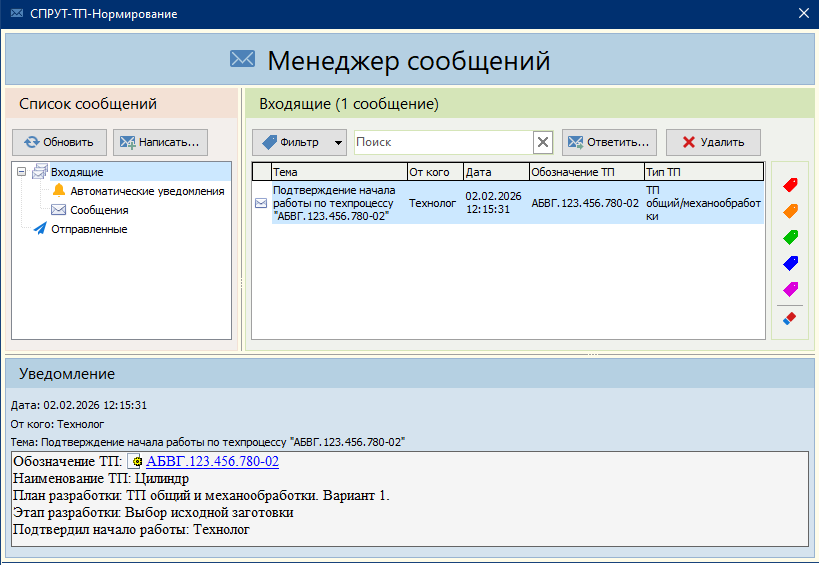 СПРУТ-ТП-Нормирование
Менеджер сообщений
Список сообщений
Входящие (1 сообщение)
Обновить
Написать...
Фильтр
Поиск
Ответить...
Удалить
Входящие
Автоматические уведомления
Сообщения
Отправленные
Тема От кого Дата Обозначение ТП Тип ТП
Подтверждение начала
работы по техпроцессу
"АБВГ.123.456.780-02"
Технолог
02.02.2026
12:15:31
АБВГ.123.456.780-02
ТП
общий/механообработ
ки
Уведомление
Дата: 02.02.2026 12:15:31
От кого: Технолог
Тема: Подтверждение начала работы по техпроцессу "АБВГ.123.456.780-02"
Обозначение ТП: АБВГ.123.456.780-02
Наименование ТП: Цилиндр
План разработки: ТП общий и механообработки. Вариант 1.
Этап разработки: Выбор исходной заготовки
Подтвердил начало работы: Технолог